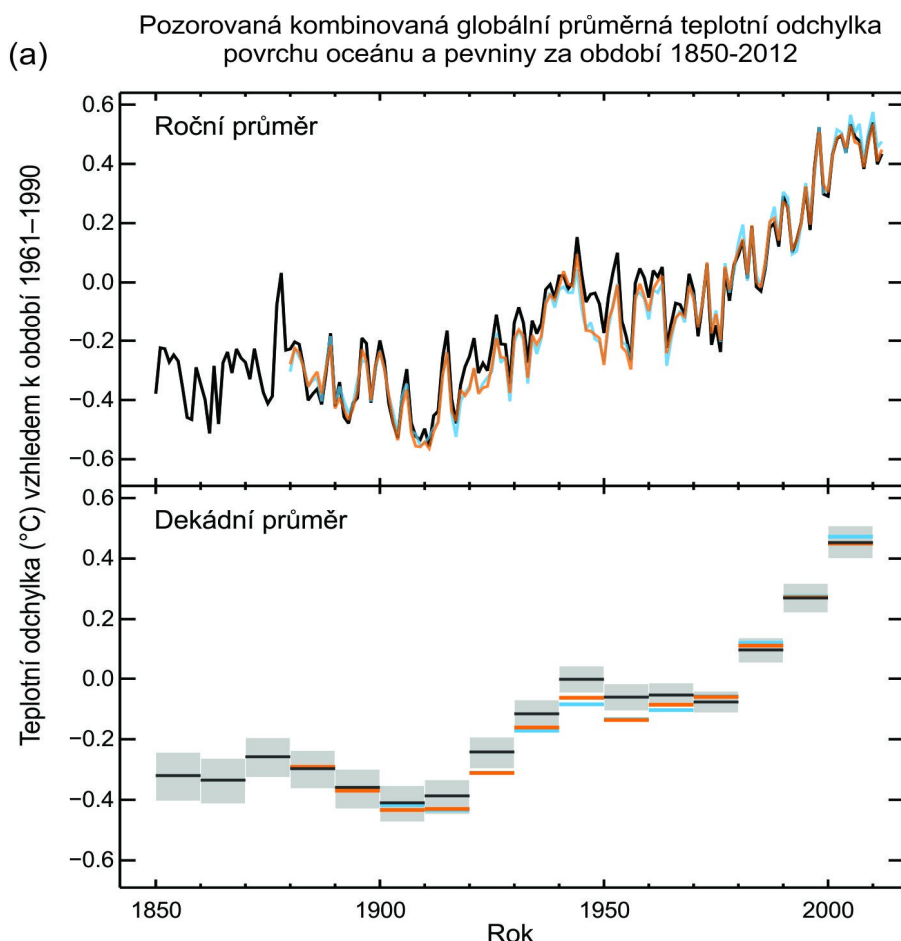 (a)
Pozorovaná kombinovaná globální průměrná teplotní odchylka
povrchu oceánu a pevniny za období 1850-2012
Teplotní odchylka (°C) vzhledem k období 1961–1990
Roční průměr
0.6
0.4
0.2
0.0
−0.2
−0.4
−0.6
Dekádní průměr
0.6
0.4
0.2
0.0
−0.2
−0.4
−0.6
1850 1900 1950 2000
Rok